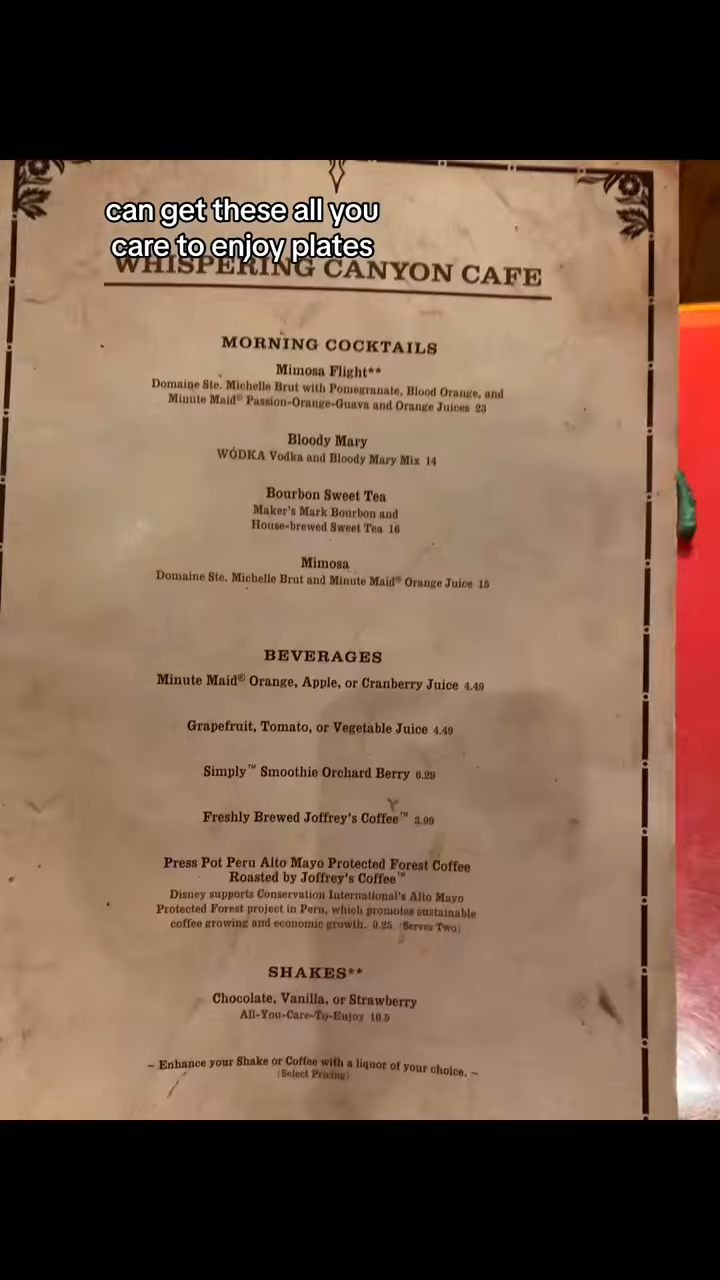 can get these all you
care to enjoy plates
WHISPERING CANYON CAFE
MORNING COCKTAILS
Mimosa Flight**
Domaine Ste. Michelle Brut with Pomegranate, Blood Orange, and
Minute Maid® Passion-Orange-Guava and Orange Juices 23
Bloody Mary
WÓDKA Vodka and Bloody Mary Mix 14
Bourbon Sweet Tea
Maker's Mark Bourbon and
House-brewed Sweet Tea 16
Mimosa
Domaine Ste. Michelle Brut and Minute Maid® Orange Juice 15
BEVERAGES
Minute Maid® Orange, Apple, or Cranberry Juice 4.49
Grapefruit, Tomato, or Vegetable Juice 4.49
Simply™ Smoothie Orchard Berry 6.29
Freshly Brewed Joffrey's Coffee™ 3.99
Press Pot Peru Alto Mayo Protected Forest Coffee
Roasted by Joffrey's Coffee™
Disney supports Conservation International's Alto Mayo
Protected Forest project in Peru, which promotes sustainable
coffee growing and economic growth. 9.25 (Serves Two)
SHAKES**
Chocolate, Vanilla, or Strawberry
All-You-Care-To-Enjoy 10.5
~ Enhance your Shake or Coffee with a liquor of your choice. ~
(Select Pricing)